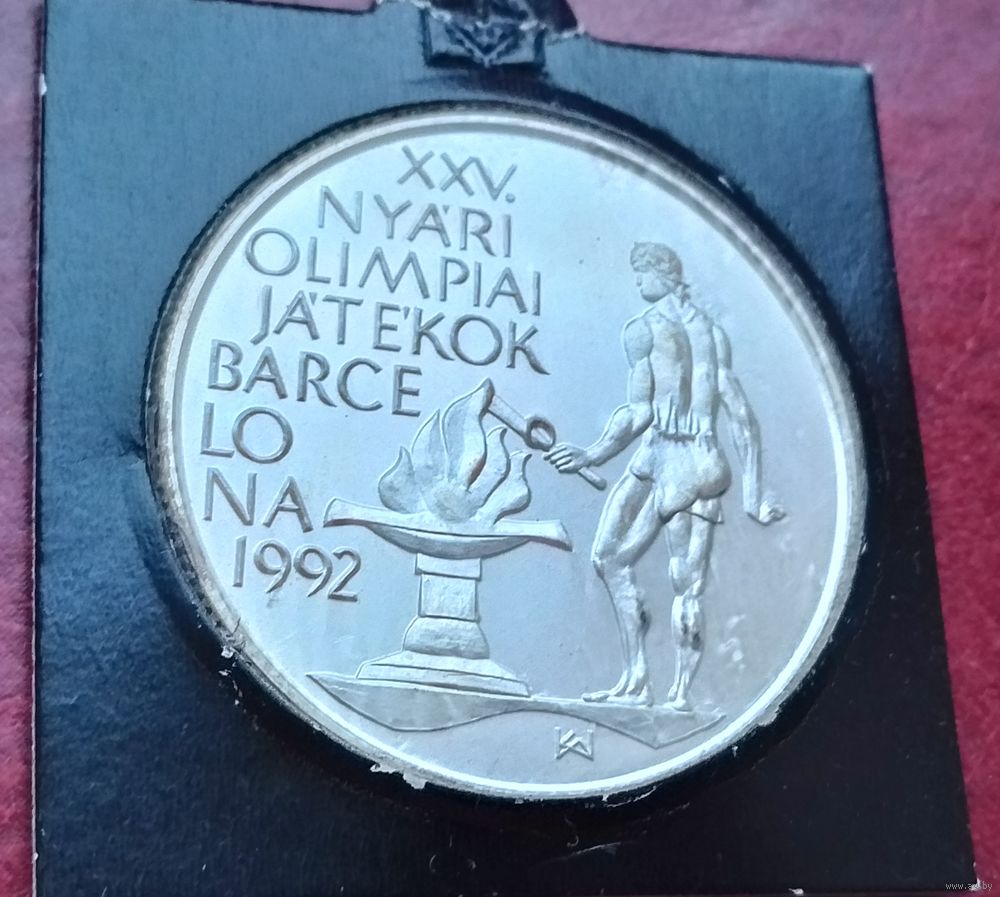 XXV.
NYÁRI
OLIMPIAI
JÁTÉKOK
BARCE
LO
NA
1992